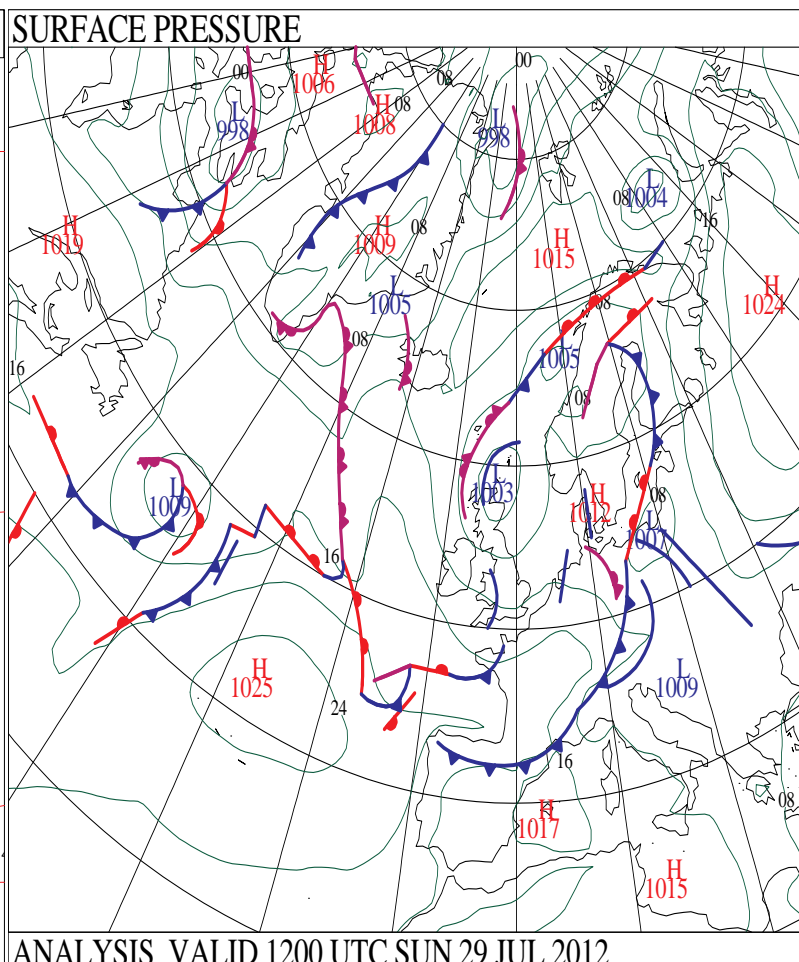 SURFACE PRESSURE
00
00
H
1006
08
08
H
1008
L
998
L
998
L
1004
08
16
H
1019
H
1009
08
H
1015
L
1005
H
1024
08
08
L
1005
16
08
L
1009
L
1003
H
1012
08
L
1007
16
H
1025
L
1009
24
16
08
H
1017
H
1015
ANALYSIS VALID 1200 UTC SUN 29 JUL 2012